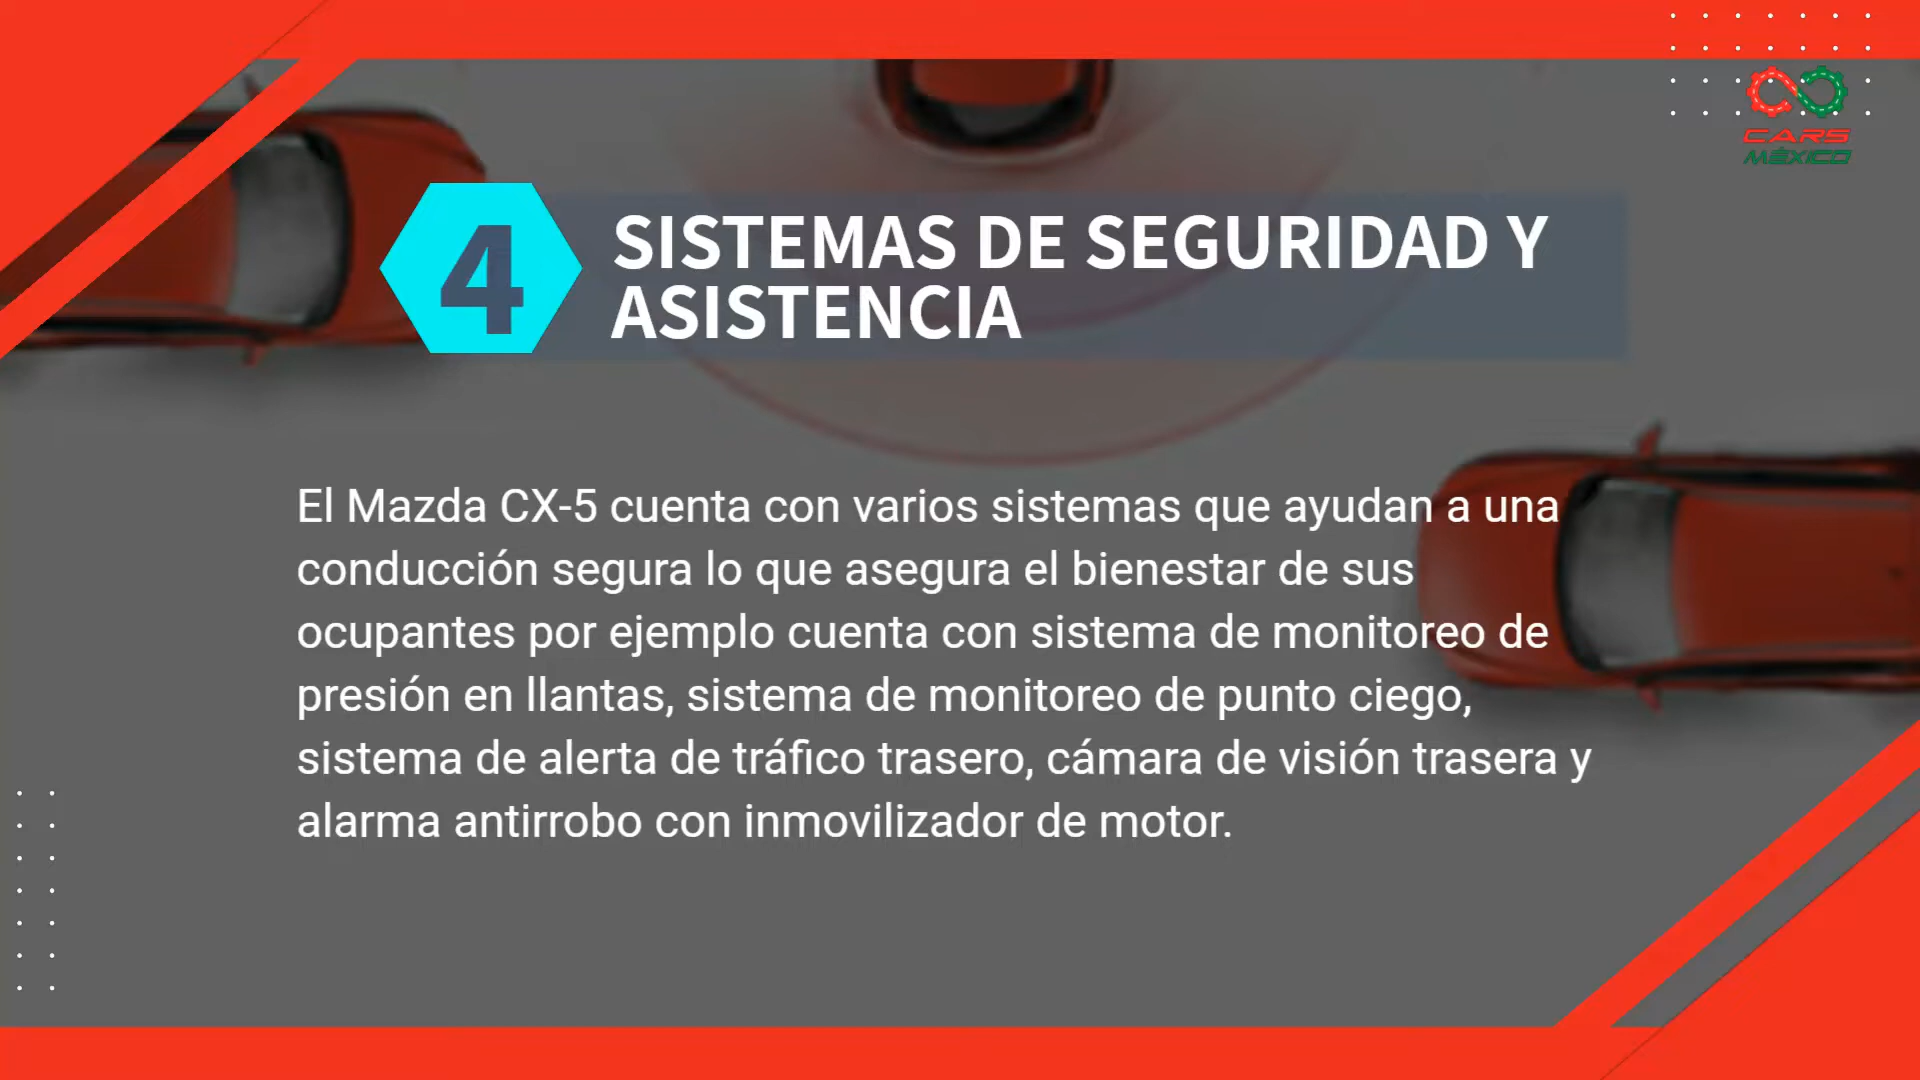 CARS
MÉXICO
4
SISTEMAS DE SEGURIDAD Y
ASISTENCIA
El Mazda CX-5 cuenta con varios sistemas que ayudan a una
conducción segura lo que asegura el bienestar de sus
ocupantes por ejemplo cuenta con sistema de monitoreo de
presión en llantas, sistema de monitoreo de punto ciego,
sistema de alerta de tráfico trasero, cámara de visión trasera y
alarma antirrobo con inmovilizador de motor.